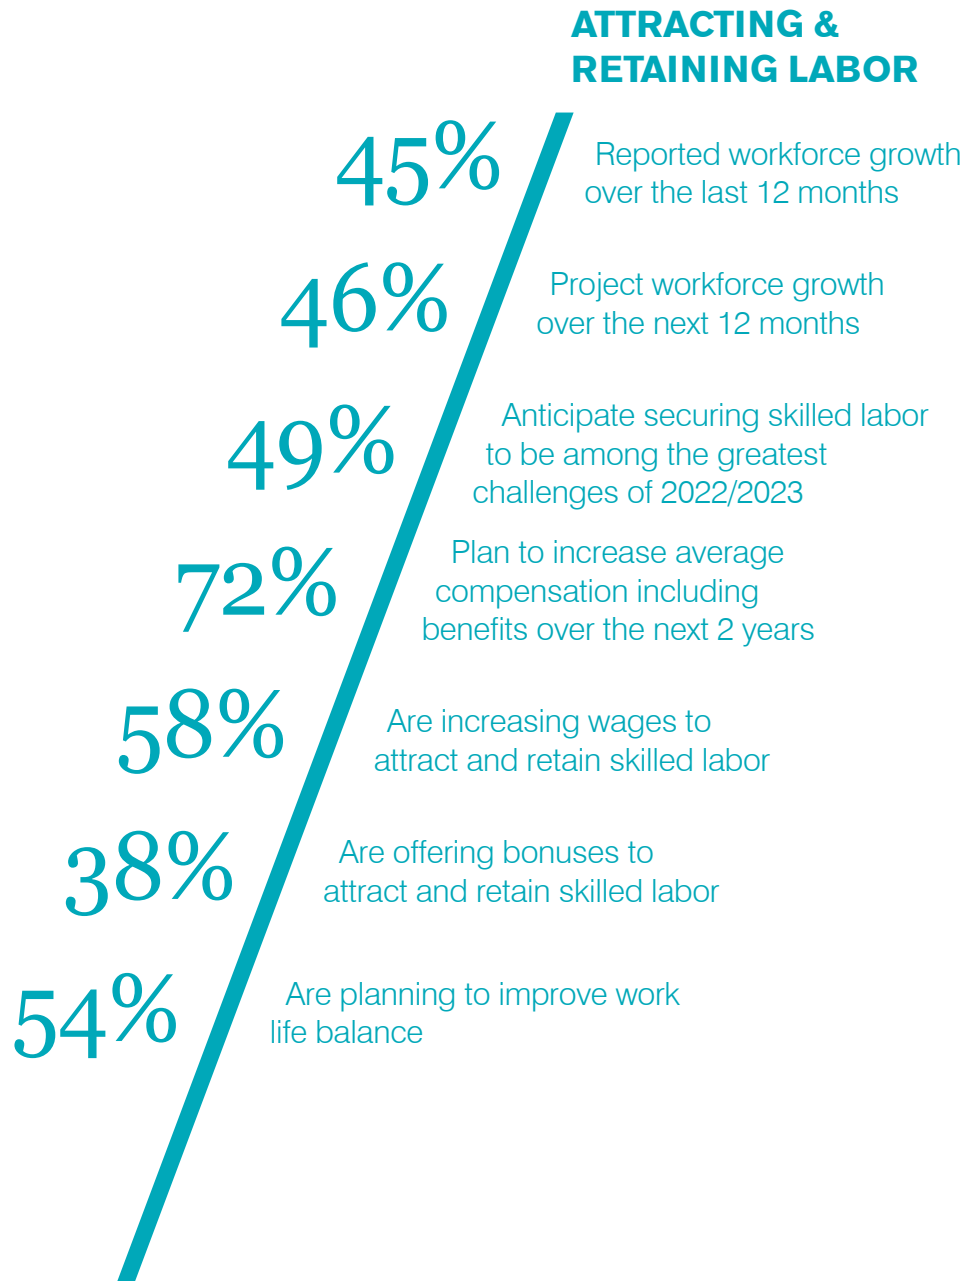 ATTRACTING &
RETAINING LABOR
45%
Reported workforce growth
over the last 12 months
46%
Project workforce growth
over the next 12 months
49%
Anticipate securing skilled labor
to be among the greatest
challenges of 2022/2023
72%
Plan to increase average
compensation including
benefits over the next 2 years
58%
Are increasing wages to
attract and retain skilled labor
38%
Are offering bonuses to
attract and retain skilled labor
54%
Are planning to improve work
life balance